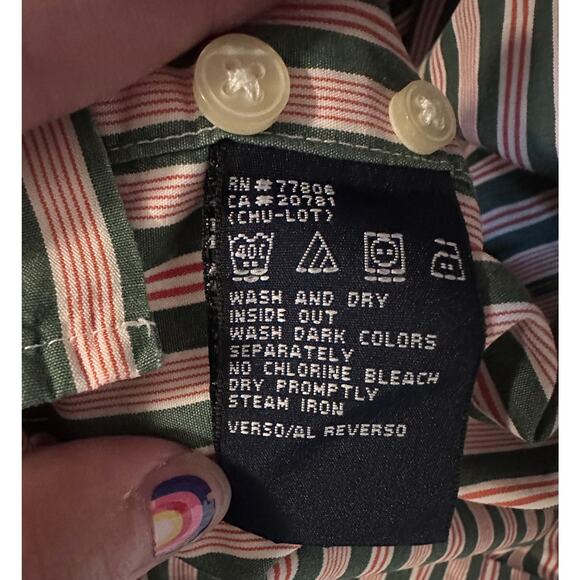 RN # 77806
CA # 20781
(CHU-LOT)
40
WASH AND DRY
INSIDE OUT
WASH DARK COLORS
SEPARATELY
NO CHLORINE BLEACH
DRY PROMPTLY
STEAM IRON
VERSO/AL REVERSO